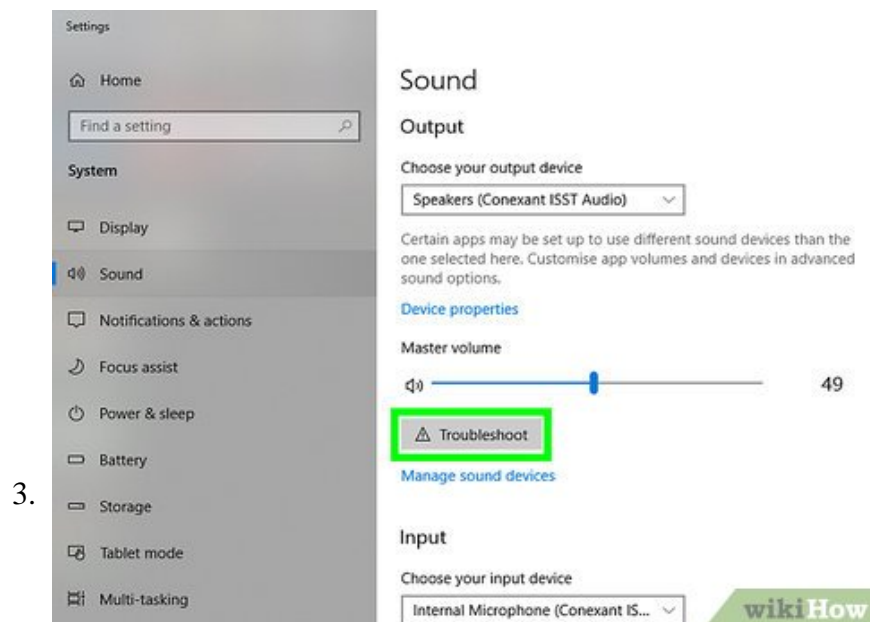 Settings
Home
Find a setting
System
Display
Sound
Notifications & actions
Focus assist
Power & sleep
Battery
3.
Storage
Tablet mode
Multi-tasking
Sound
Output
Choose your output device
Speakers (Conexant ISST Audio)
Certain apps may be set up to use different sound devices than the
one selected here. Customise app volumes and devices in advanced
sound options.
Device properties
Master volume
49
Troubleshoot
Manage sound devices
Input
Choose your input device
Internal Microphone (Conexant IS...
wikiHow